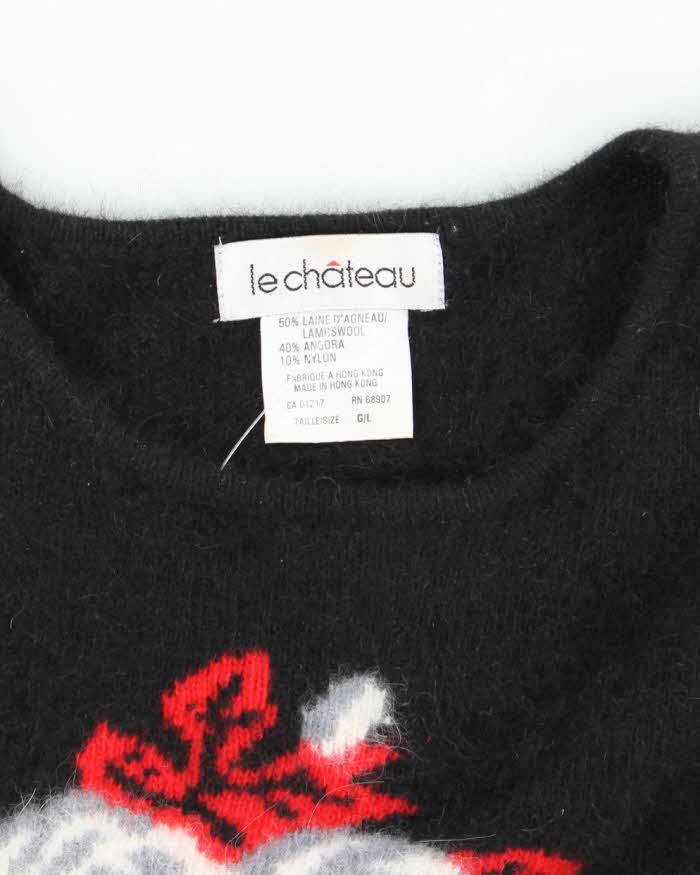 le château
50% LAINE D'AGNEAU/
LAMBSWOOL
40% ANGORA
10% NYLON
FABRIQUE A HONG KONG
MADE IN HONG KONG
CA 01217 RN 68907
TAILLE/SIZE G/L